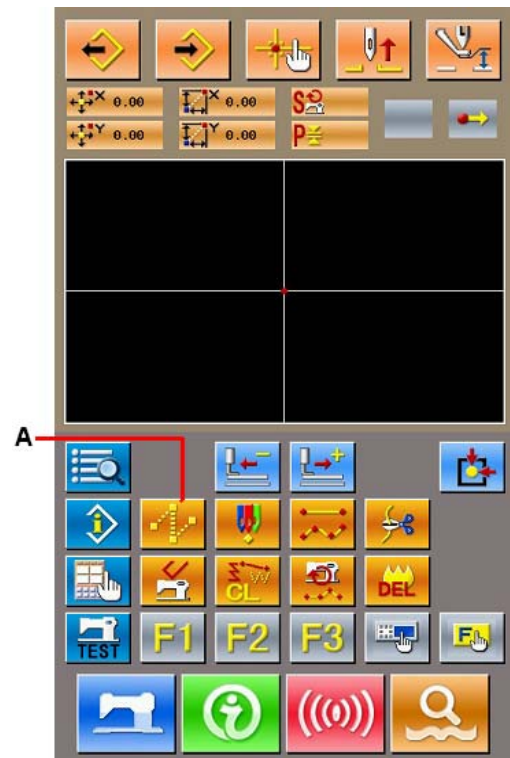 X 0.00 X 0.00 S
Y 0.00 Y 0.00 P
A
CL DEL
TEST F1 F2 F3 F